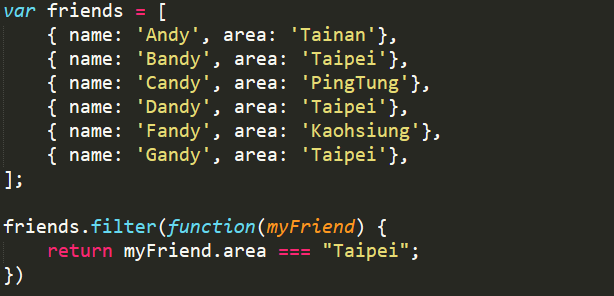 var friends = [
    { name: 'Andy', area: 'Tainan'},
    { name: 'Bandy', area: 'Taipei'},
    { name: 'Candy', area: 'PingTung'},
    { name: 'Dandy', area: 'Taipei'},
    { name: 'Fandy', area: 'Kaohsiung'},
    { name: 'Gandy', area: 'Taipei'},
];

friends.filter(function(myFriend) {
    return myFriend.area === "Taipei";
})